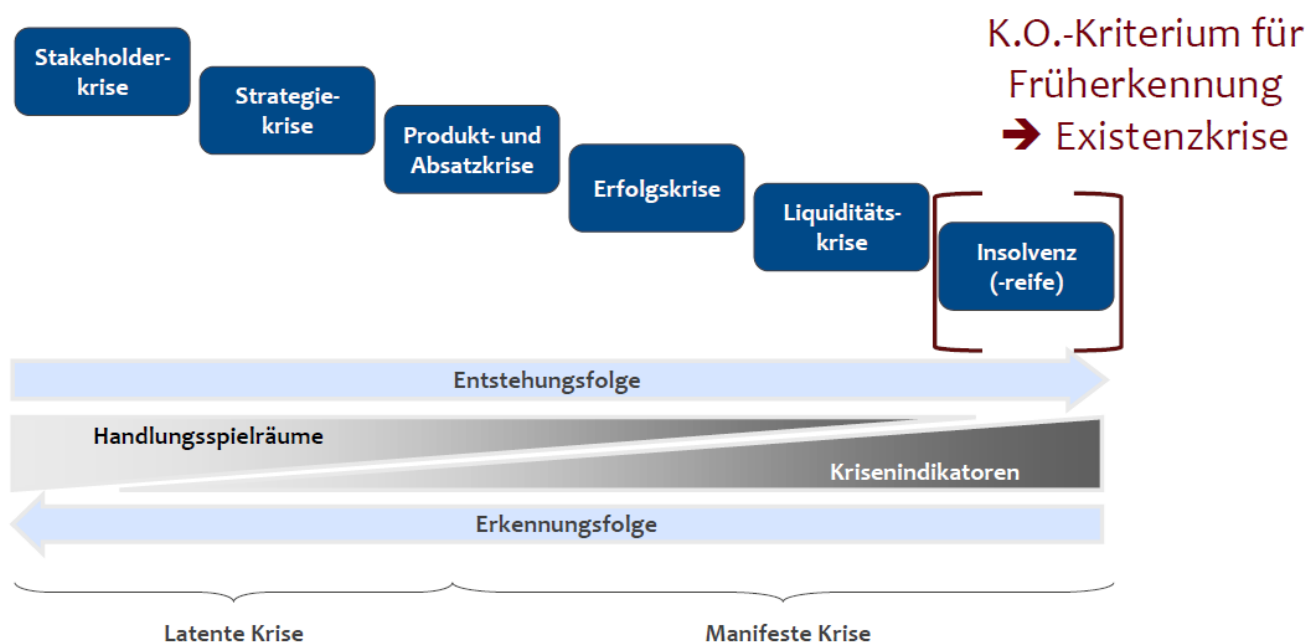 Stakeholder-
krise
Strategie-
krise
Produkt- und
Absatzkrise
Erfolgskrise
Liquiditäts-
krise
Insolvenz
(-reife)
K.O.-Kriterium für
Früherkennung
➔ Existenzkrise
Entstehungsfolge
Handlungsspielräume
Krisenindikatoren
Erkennungsfolge
Latente Krise
Manifeste Krise